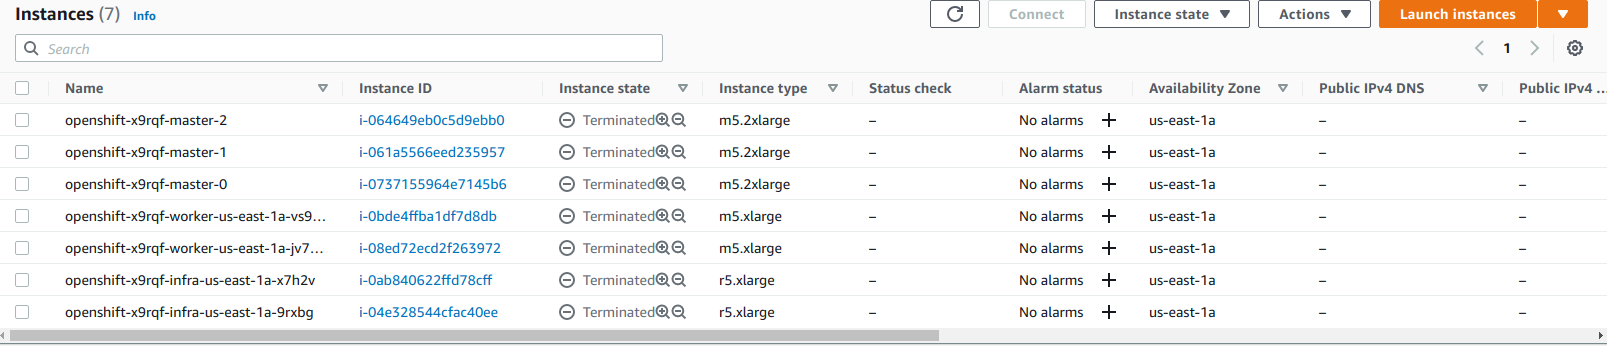 Instances (7) Info Connect Instance state Actions Launch instances
Search 1
Name Instance ID Instance state Instance type Status check Alarm status Availability Zone Public IPv4 DNS Public IPv4 ...
openshift-x9rqf-master-2 i-064649eb0c5d9ebb0 Terminated m5.2xlarge – No alarms + us-east-1a – –
openshift-x9rqf-master-1 i-061a5566eed235957 Terminated m5.2xlarge – No alarms + us-east-1a – –
openshift-x9rqf-master-0 i-0737155964e7145b6 Terminated m5.2xlarge – No alarms + us-east-1a – –
openshift-x9rqf-worker-us-east-1a-vs9... i-0bde4ffba1df7d8db Terminated m5.xlarge – No alarms + us-east-1a – –
openshift-x9rqf-worker-us-east-1a-jv7... i-08ed72ecd2f263972 Terminated m5.xlarge – No alarms + us-east-1a – –
openshift-x9rqf-infra-us-east-1a-x7h2v i-0ab840622ffd78cff Terminated r5.xlarge – No alarms + us-east-1a – –
openshift-x9rqf-infra-us-east-1a-9rxbg i-04e328544cfac40ee Terminated r5.xlarge – No alarms + us-east-1a – –